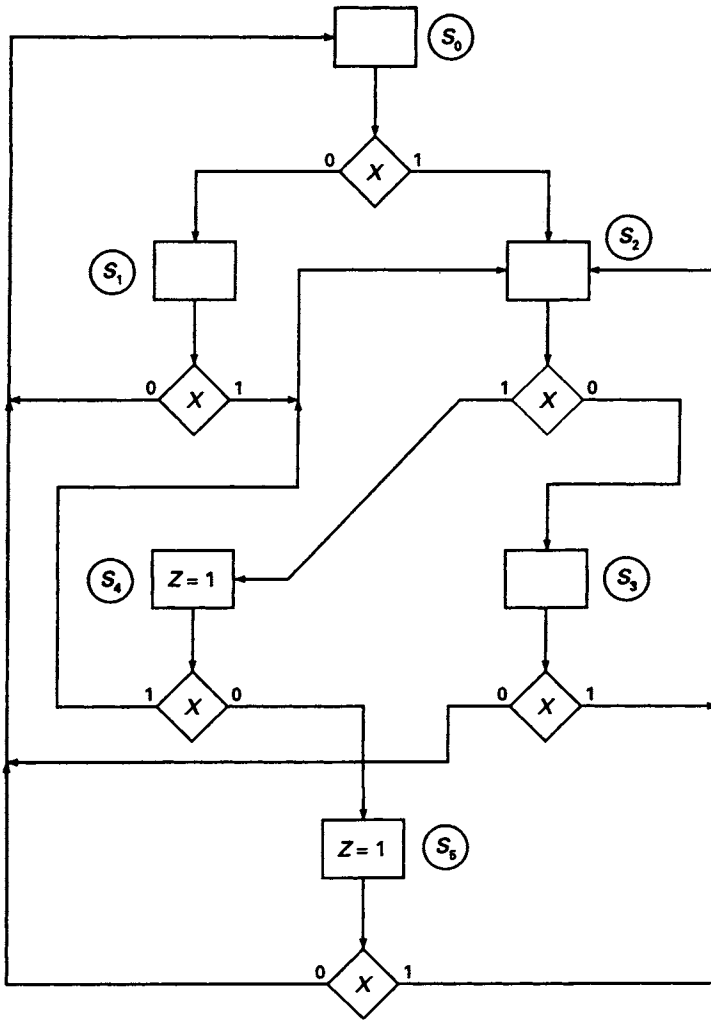 S₀
0 X 1
S₁
S₂
0 X 1
1 X 0
S₄ Z = 1
S₃
1 X 0
0 X 1
Z = 1 S₅
0 X 1